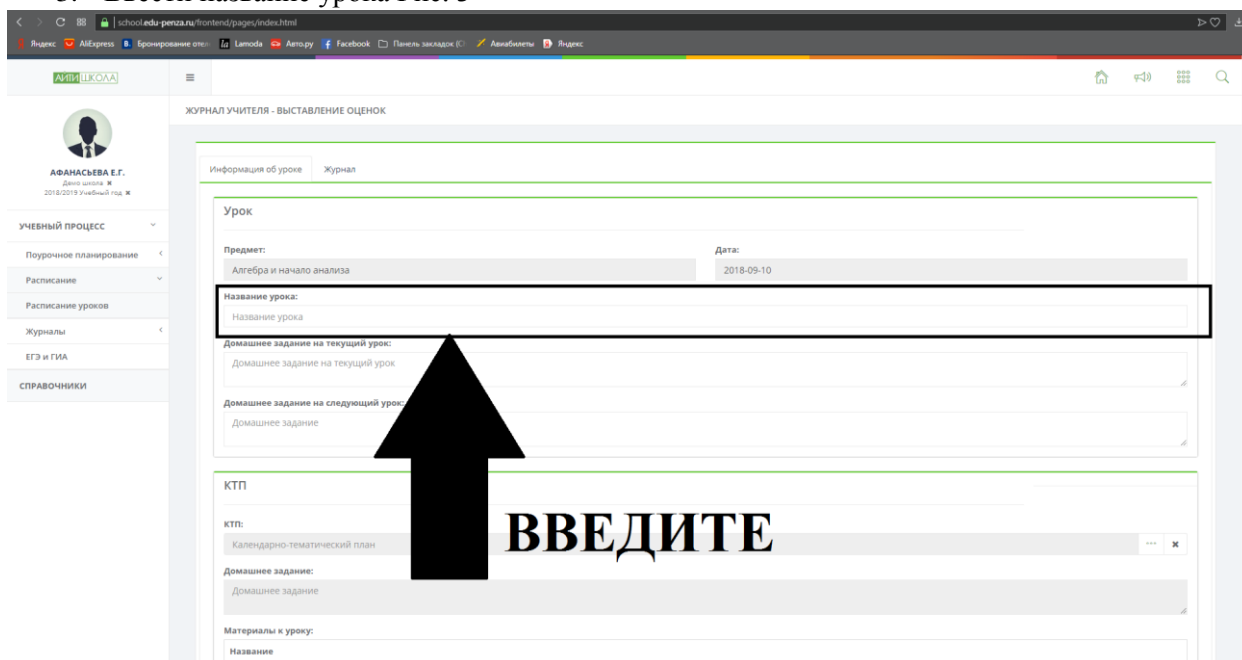 Ввести название урока Рис. 5
school.edu-penza.ru/frontend/pages/index.html
Яндекс AliExpress B. Бронирование отел. la Lamoda Авто.ру Facebook Панель закладок Авиабилеты Яндекс
АЙТИ ШКОЛА
ЖУРНАЛ УЧИТЕЛЯ - ВЫСТАВЛЕНИЕ ОЦЕНОК
АФАНАСЬЕВА Е.Г.
Демо школа ✖
2018/2019 Учебный год ✖
УЧЕБНЫЙ ПРОЦЕСС
Поурочное планирование
Расписание
Расписание уроков
Журналы
ЕГЭ и ГИА
СПРАВОЧНИКИ
Информация об уроке Журнал
Урок
Предмет: Дата:
Алгебра и начало анализа 2018-09-10
Название урока:
Название урока
Домашнее задание на текущий урок:
Домашнее задание на текущий урок
Домашнее задание на следующий урок:
Домашнее задание
КТП
КТП:
Календарно-тематический план
Домашнее задание:
Домашнее задание
Материалы к уроку:
Название
ВВЕДИТЕ